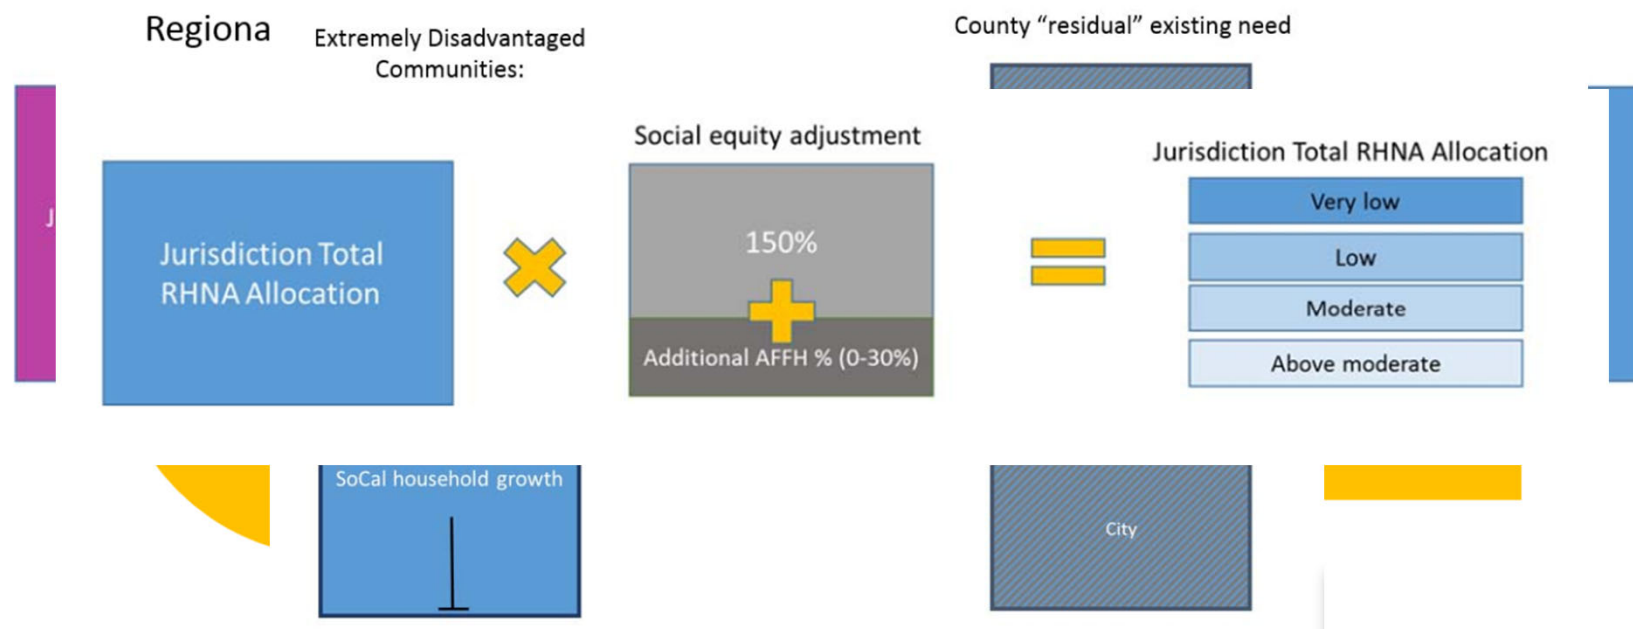 Regiona
Extremely Disadvantaged
Communities:
County “residual” existing need
Social equity adjustment
Jurisdiction Total RHNA Allocation
J
Jurisdiction Total
RHNA Allocation
150%
Additional AFFH % (0-30%)
Very low
Low
Moderate
Above moderate
SoCal household growth
City